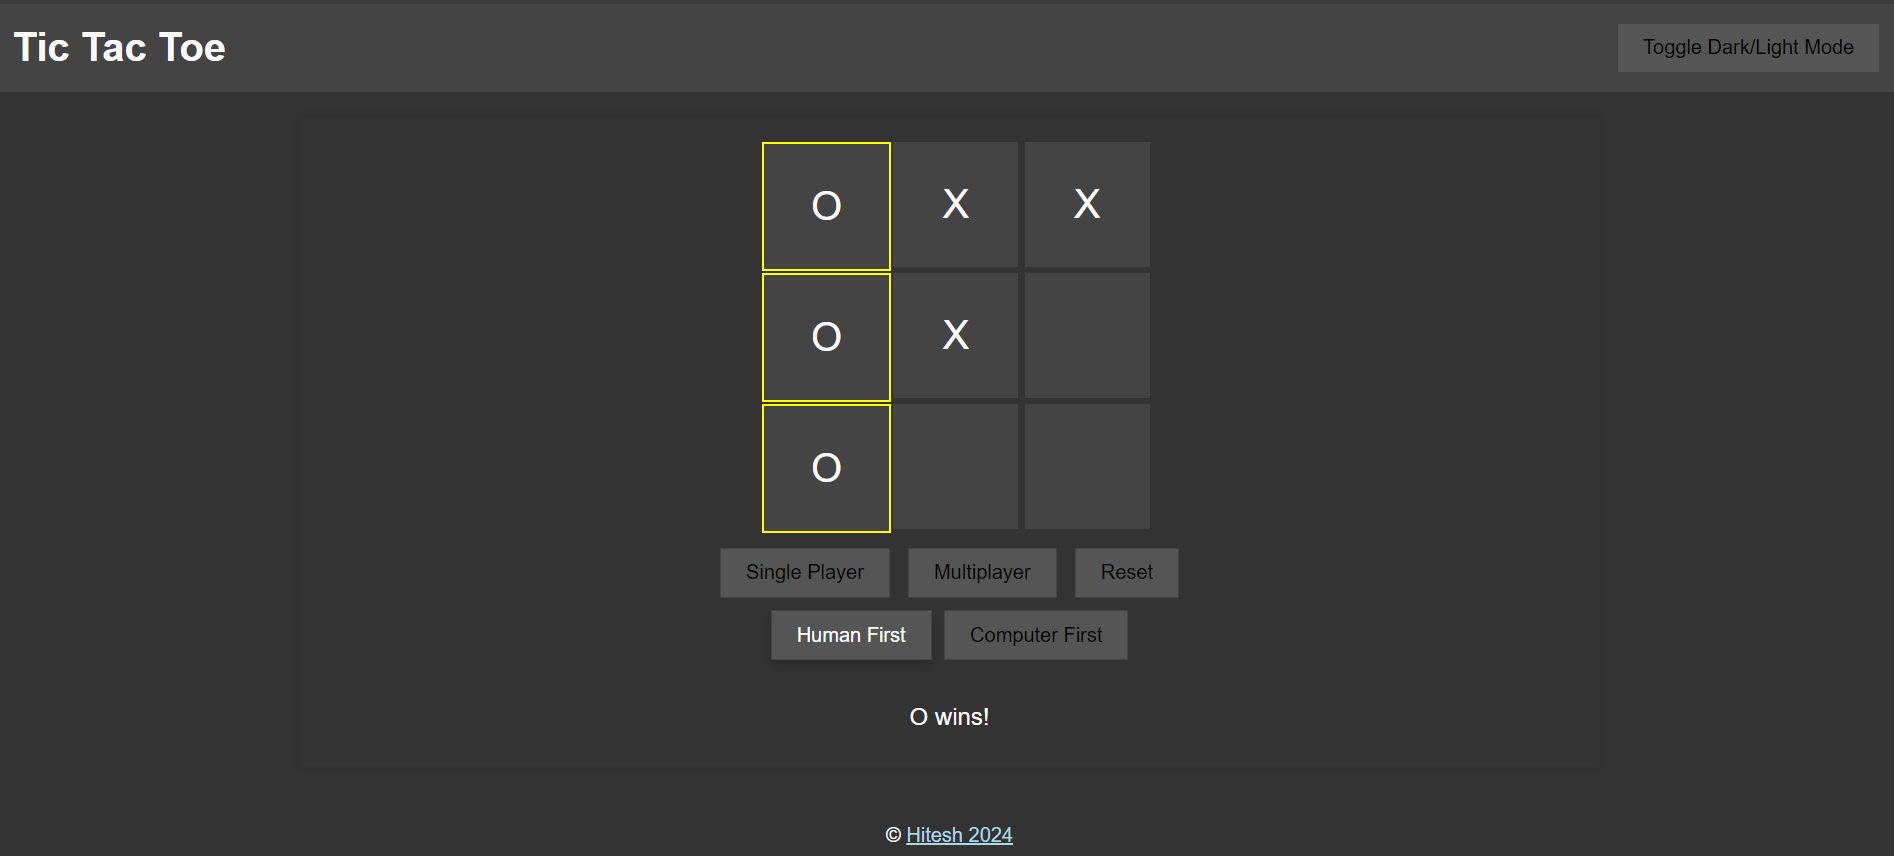 Tic Tac Toe Toggle Dark/Light Mode
O X X
O X
O
Single Player Multiplayer Reset
Human First Computer First
O wins!
© Hitesh 2024